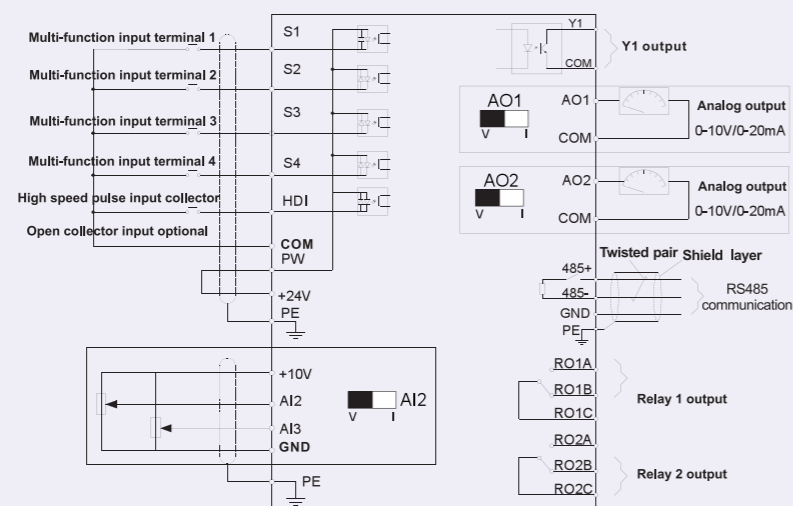 Multi-function input terminal 1
S1
Multi-function input terminal 2
S2
Multi-function input terminal 3
S3
Multi-function input terminal 4
S4
High speed pulse input collector
HDI
Open collector input optional
COM
PW
+24V
PE
+10V
AI2
AI3
GND
V I
AI2
PE
Y1
COM
Y1 output
AO1
V I
AO1
COM
Analog output
0-10V/0-20mA
AO2
V I
AO2
COM
Analog output
0-10V/0-20mA
Twisted pair
Shield layer
485+
485-
GND
PE
RS485
communication
RO1A
RO1B
RO1C
Relay 1 output
RO2A
RO2B
RO2C
Relay 2 output